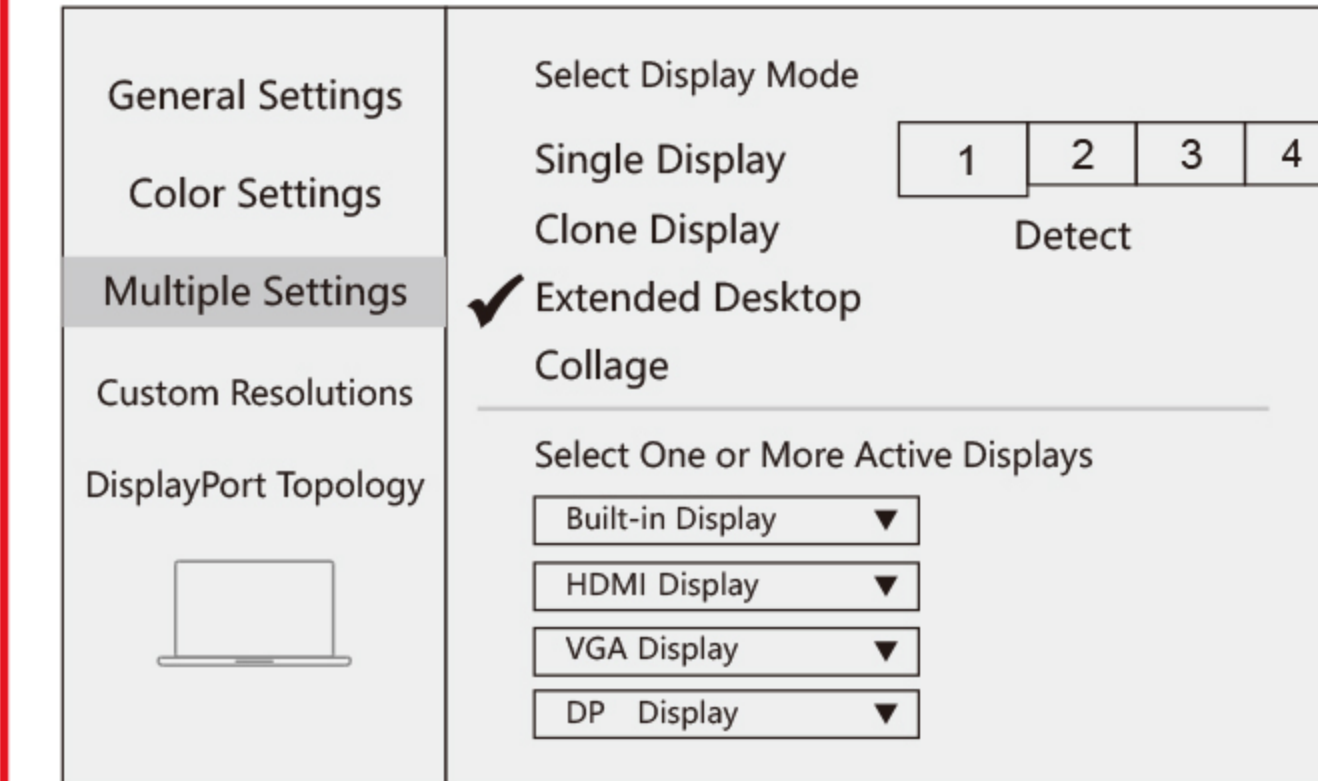 General Settings
Color Settings
Multiple Settings
Custom Resolutions
DisplayPort Topology
Select Display Mode
Single Display
Clone Display
Extended Desktop
Collage
1 2 3 4
Detect
Select One or More Active Displays
Built-in Display
HDMI Display
VGA Display
DP Display